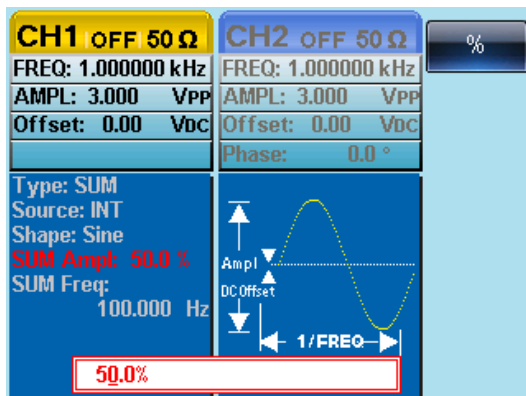 CH1 OFF 50 Ω
FREQ: 1.000000 kHz
AMPL: 3.000 VPP
Offset: 0.00 VDC
CH2 OFF 50 Ω
FREQ: 1.000000 kHz
AMPL: 3.000 VPP
Offset: 0.00 VDC
Phase: 0.0 °
%
Type: SUM
Source: INT
Shape: Sine
SUM Ampl: 50.0 %
SUM Freq:
100.000 Hz
Ampl
DC Offset
1/FREQ
50.0%